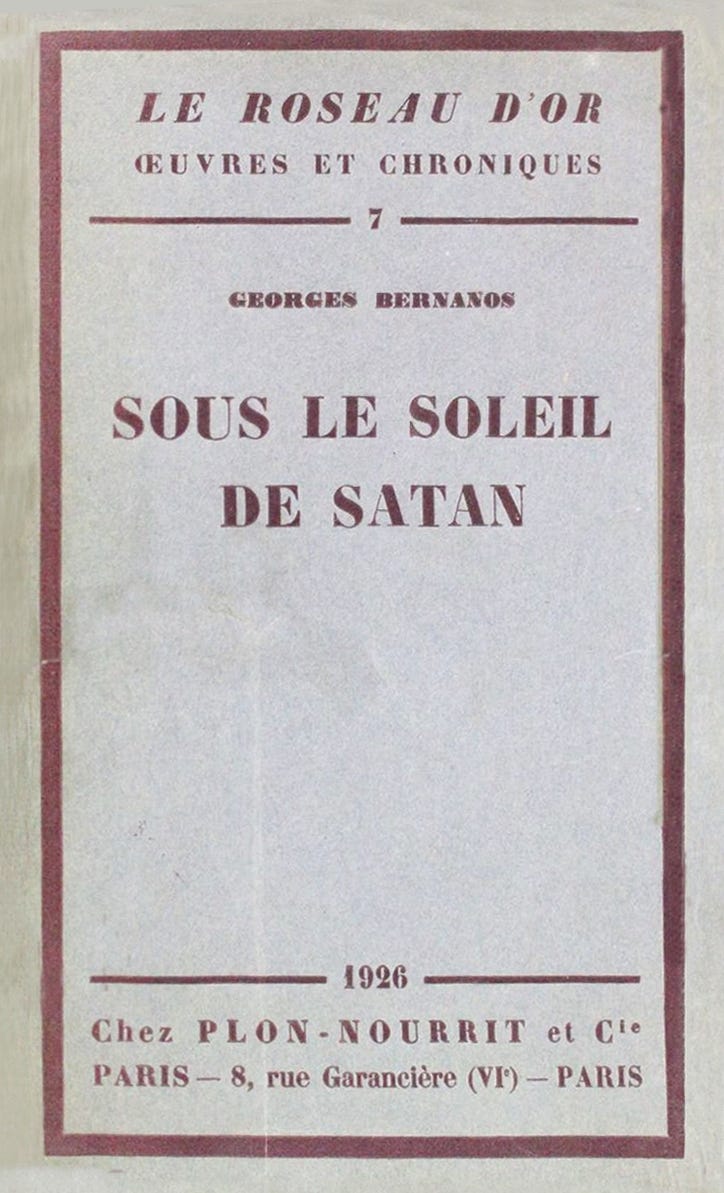 LE ROSEAU D'OR
ŒUVRES ET CHRONIQUES
7
GEORGES BERNANOS
SOUS LE SOLEIL
DE SATAN
1926
Chez PLON-NOURRIT et Cie
PARIS — 8, rue Garancière (VIe) — PARIS